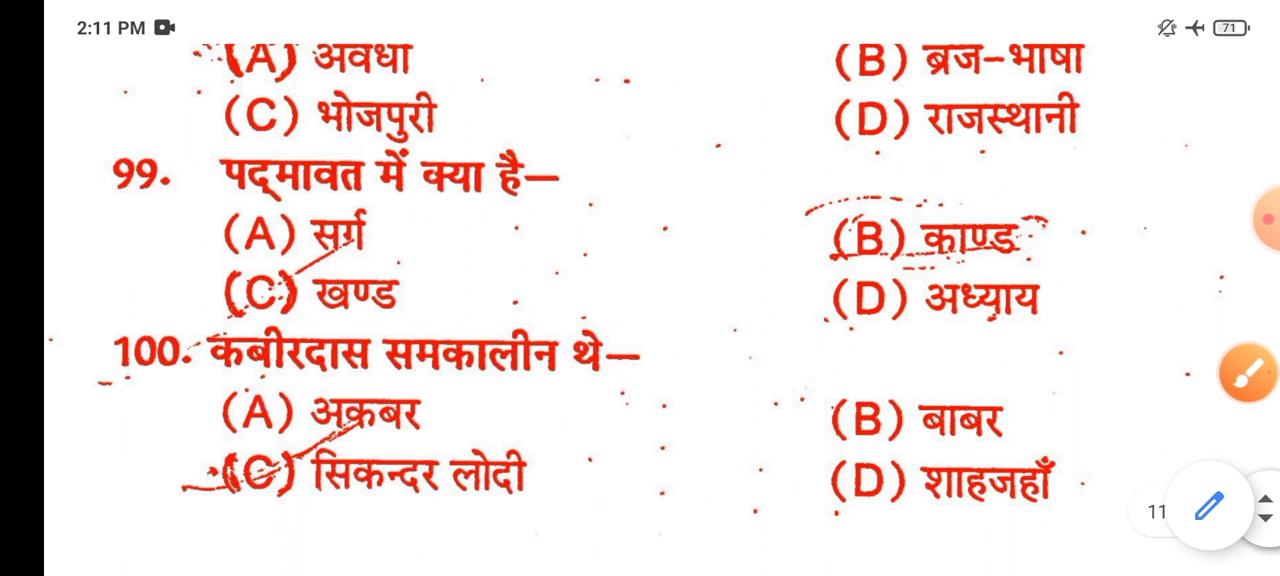 2:11 PM
71
(A) अवधी (B) ब्रज-भाषा
(C) भोजपुरी (D) राजस्थानी
99. पद्मावत में क्या है—
(A) सर्ग (B) काण्ड
(C) खण्ड (D) अध्याय
100. कबीरदास समकालीन थे—
(A) अकबर (B) बाबर
(C) सिकन्दर लोदी (D) शाहजहाँ
11